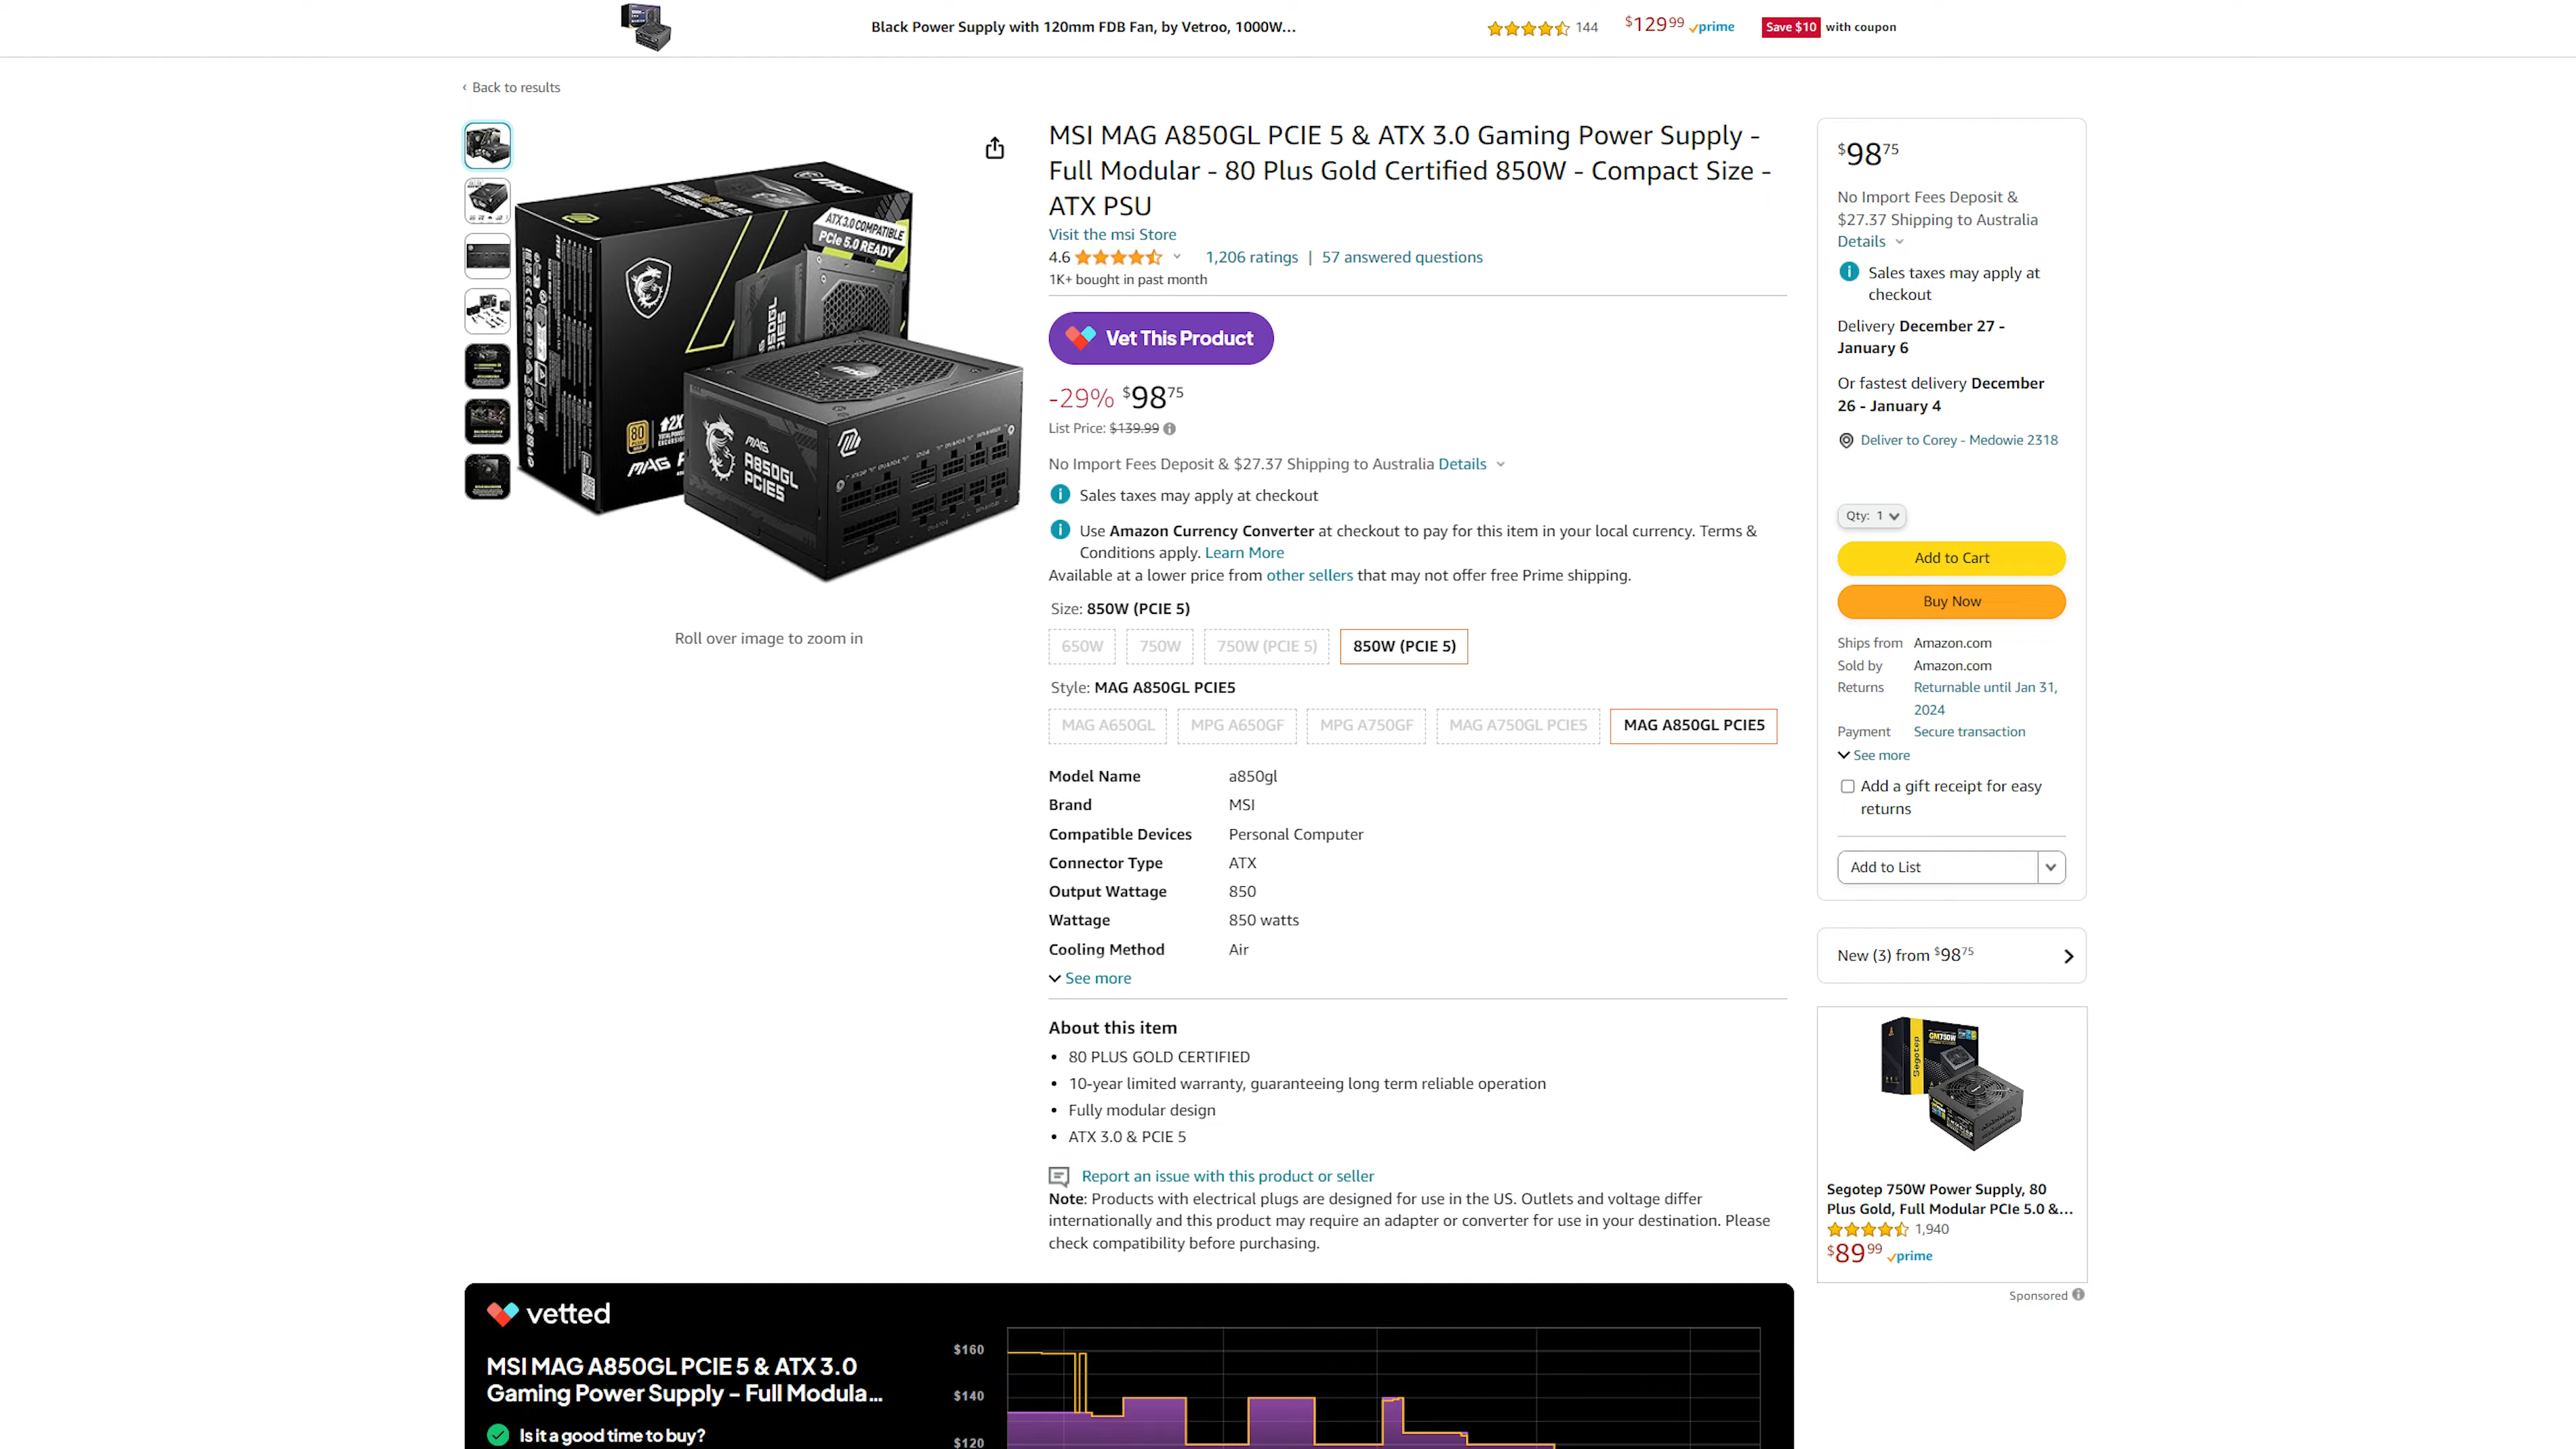 Black Power Supply with 120mm FDB Fan, by Vetroo, 1000W...
144
$129 99 prime
Save $10 with coupon
‹ Back to results
MSI MAG A850GL PCIE 5 & ATX 3.0 Gaming Power Supply -
Full Modular - 80 Plus Gold Certified 850W - Compact Size -
ATX PSU
Visit the msi Store
4.6
1,206 ratings | 57 answered questions
1K+ bought in past month
Vet This Product
-29% $98 75
List Price: $139.99
No Import Fees Deposit & $27.37 Shipping to Australia Details
Sales taxes may apply at checkout
Use Amazon Currency Converter at checkout to pay for this item in your local currency. Terms &
Conditions apply. Learn More
Available at a lower price from other sellers that may not offer free Prime shipping.
Size: 850W (PCIE 5)
650W
750W
750W (PCIE 5)
850W (PCIE 5)
Style: MAG A850GL PCIE5
MAG A650GL
MPG A650GF
MPG A750GF
MAG A750GL PCIE5
MAG A850GL PCIE5
Model Name a850gl
Brand MSI
Compatible Devices Personal Computer
Connector Type ATX
Output Wattage 850
Wattage 850 watts
Cooling Method Air
See more
About this item
• 80 PLUS GOLD CERTIFIED
• 10-year limited warranty, guaranteeing long term reliable operation
• Fully modular design
• ATX 3.0 & PCIE 5
Report an issue with this product or seller
Note: Products with electrical plugs are designed for use in the US. Outlets and voltage differ
internationally and this product may require an adapter or converter for use in your destination. Please
check compatibility before purchasing.
msi
ATX 3.0 COMPATIBLE
PCIe 5.0 READY
80
2X
MAG
MAG
A850GL
PCIE5
Roll over image to zoom in
$98 75
No Import Fees Deposit &
$27.37 Shipping to Australia
Details
Sales taxes may apply at
checkout
Delivery December 27 -
January 6
Or fastest delivery December
26 - January 4
Deliver to Corey - Medowie 2318
Qty: 1
Add to Cart
Buy Now
Ships from Amazon.com
Sold by Amazon.com
Returns Returnable until Jan 31,
2024
Payment Secure transaction
See more
Add a gift receipt for easy
returns
Add to List
New (3) from $98 75
Segotep
GM750W
Segotep 750W Power Supply, 80
Plus Gold, Full Modular PCIe 5.0 &...
1,940
$89 99 prime
Sponsored
vetted
MSI MAG A850GL PCIE 5 & ATX 3.0
Gaming Power Supply – Full Modula...
Is it a good time to buy?
$160
$140
$120